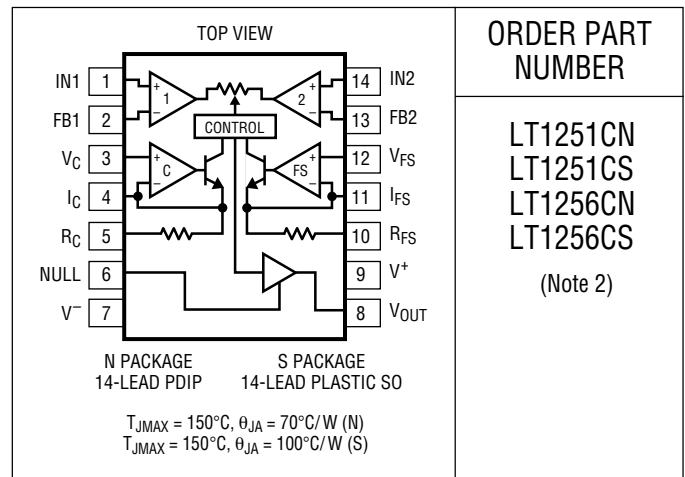 TOP VIEW
IN1 1
FB1 2
VC 3
IC 4
RC 5
NULL 6
V– 7
14 IN2
13 FB2
12 VFS
11 IFS
10 RFS
9 V+
8 VOUT
+ 1 –
+ 2 –
CONTROL
+ C –
+ FS –
N PACKAGE
14-LEAD PDIP
S PACKAGE
14-LEAD PLASTIC SO
TJMAX = 150°C, θJA = 70°C/W (N)
TJMAX = 150°C, θJA = 100°C/W (S)
ORDER PART
NUMBER
LT1251CN
LT1251CS
LT1256CN
LT1256CS
(Note 2)